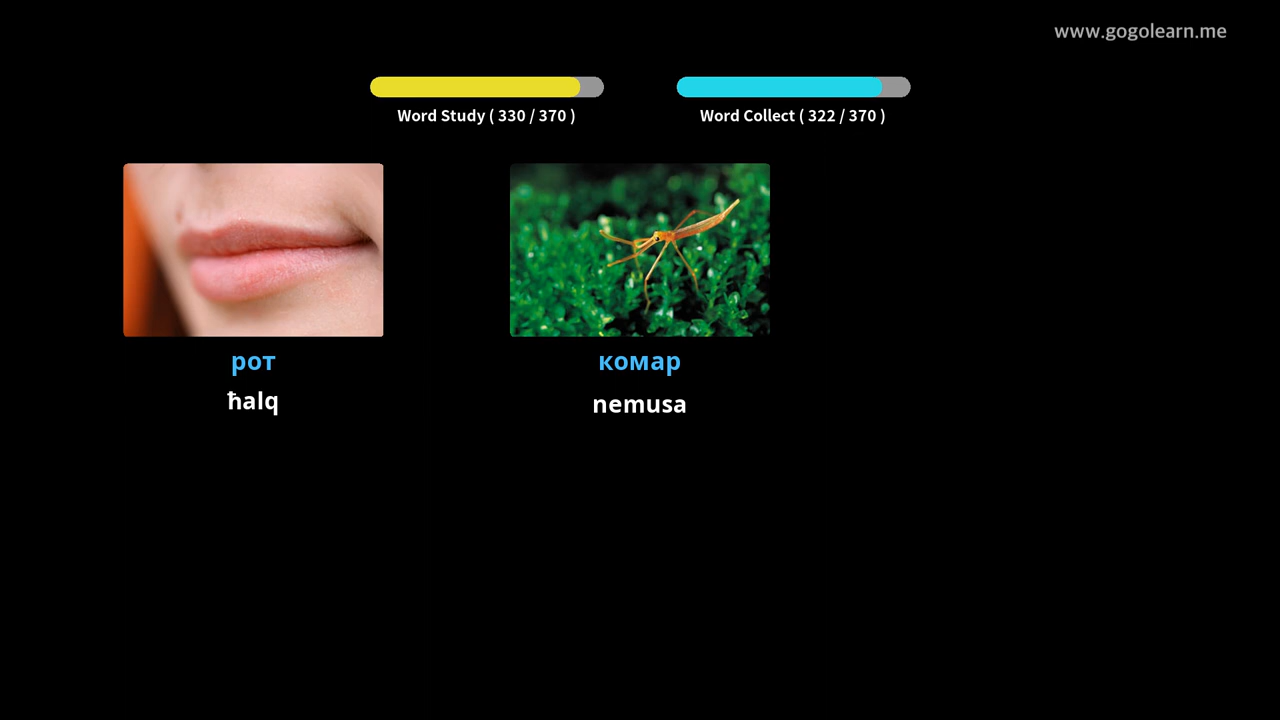 www.gogolearn.me
Word Study ( 330 / 370 )
Word Collect ( 322 / 370 )
рот
ħalq
комар
nemusa